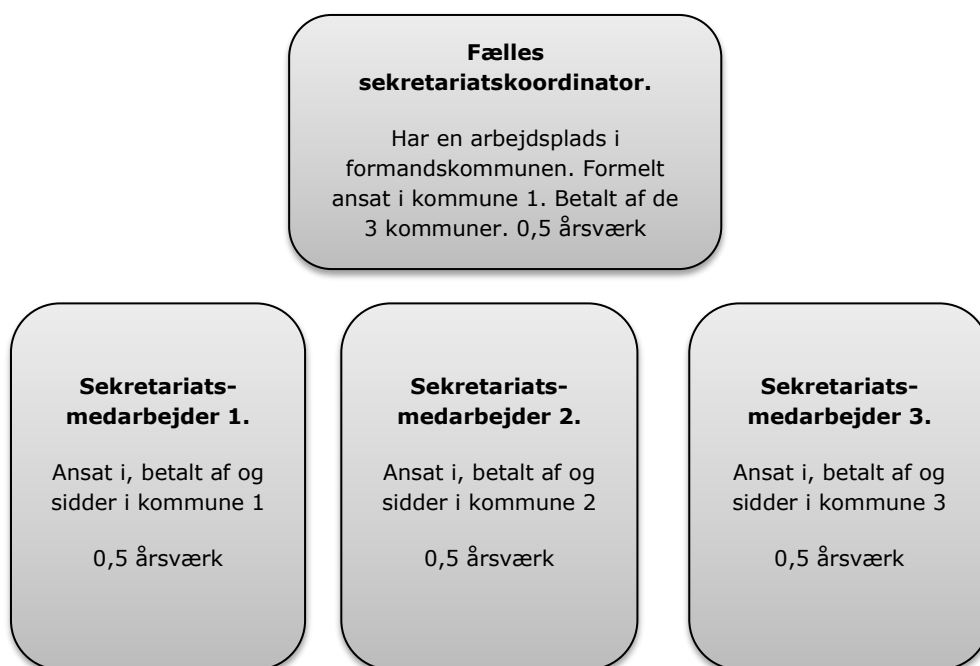 Fælles
sekretariatskoordinator.
Har en arbejdsplads i
formandskommunen. Formelt
ansat i kommune 1. Betalt af de
3 kommuner. 0,5 årsværk
Sekretariats-
medarbejder 1.
Ansat i, betalt af og
sidder i kommune 1
0,5 årsværk
Sekretariats-
medarbejder 2.
Ansat i, betalt af og
sidder i kommune 2
0,5 årsværk
Sekretariats-
medarbejder 3.
Ansat i, betalt af og
sidder i kommune 3
0,5 årsværk